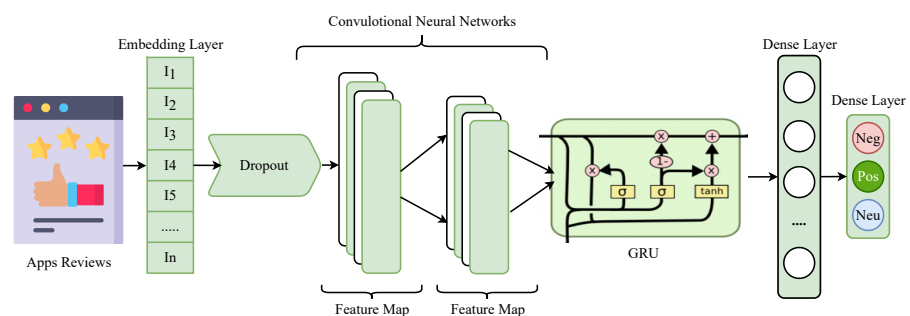 Convulotional Neural Networks
Embedding Layer
Dense Layer
Dense Layer
I1
I2
I3
I4
I5
.....
In
Dropout
Apps Reviews
Feature Map
Feature Map
x
+
1-
x
x
σ
σ
tanh
GRU
....
Neg
Pos
Neu